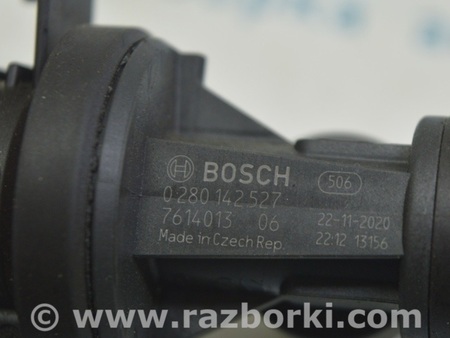 BOSCH 506
0 280 142 527
7614013 06 22-11-2020
Made in Czech Rep. 22:12 13156
© www.razborki.com